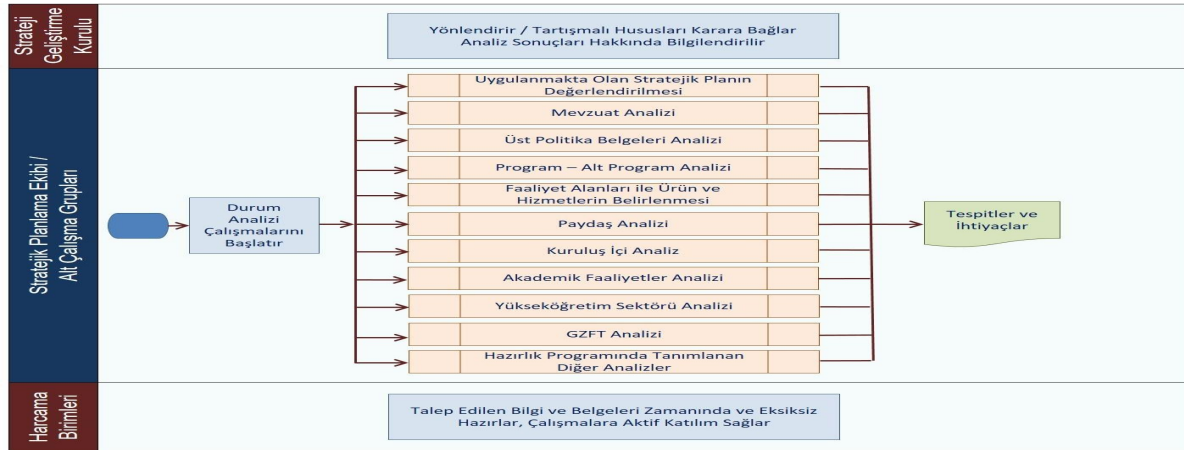 Strateji
Geliştirme
Kurulu
Yönlendirir / Tartışmalı Hususları Karara Bağlar
Analiz Sonuçları Hakkında Bilgilendirilir
Stratejik Planlama Ekibi /
Alt Çalışma Grupları
Durum
Analizi
Çalışmalarını
Başlatır
Uygulanmakta Olan Stratejik Planın
Değerlendirilmesi
Mevzuat Analizi
Üst Politika Belgeleri Analizi
Program – Alt Program Analizi
Faaliyet Alanları ile Ürün ve
Hizmetlerin Belirlenmesi
Paydaş Analizi
Kuruluş İçi Analiz
Akademik Faaliyetler Analizi
Yükseköğretim Sektörü Analizi
GZFT Analizi
Hazırlık Programında Tanımlanan
Diğer Analizler
Tespitler ve
İhtiyaçlar
Harcama
Birimleri
Talep Edilen Bilgi ve Belgeleri Zamanında ve Eksiksiz
Hazırlar, Çalışmalara Aktif Katılım Sağlar